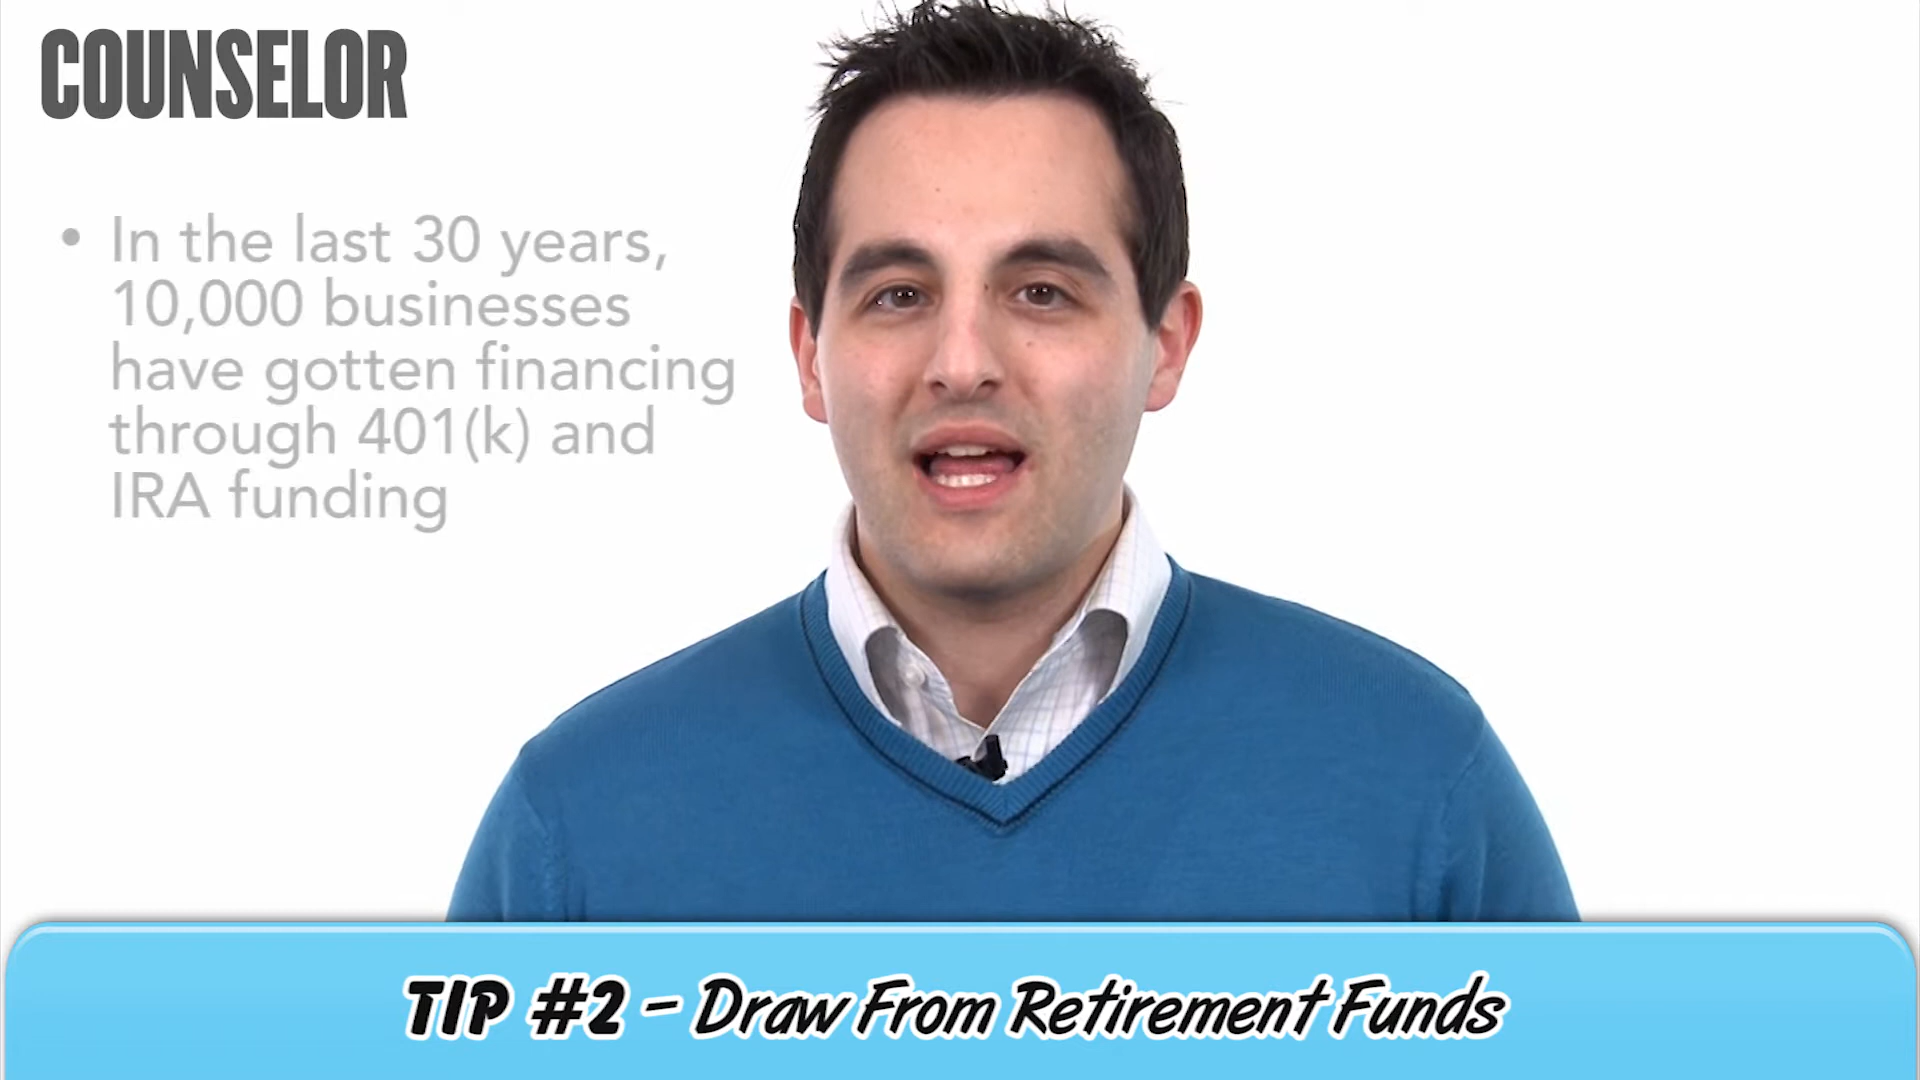 COUNSELOR
• In the last 30 years,
10,000 businesses
have gotten financing
through 401(k) and
IRA funding
TIP #2 – Draw From Retirement Funds